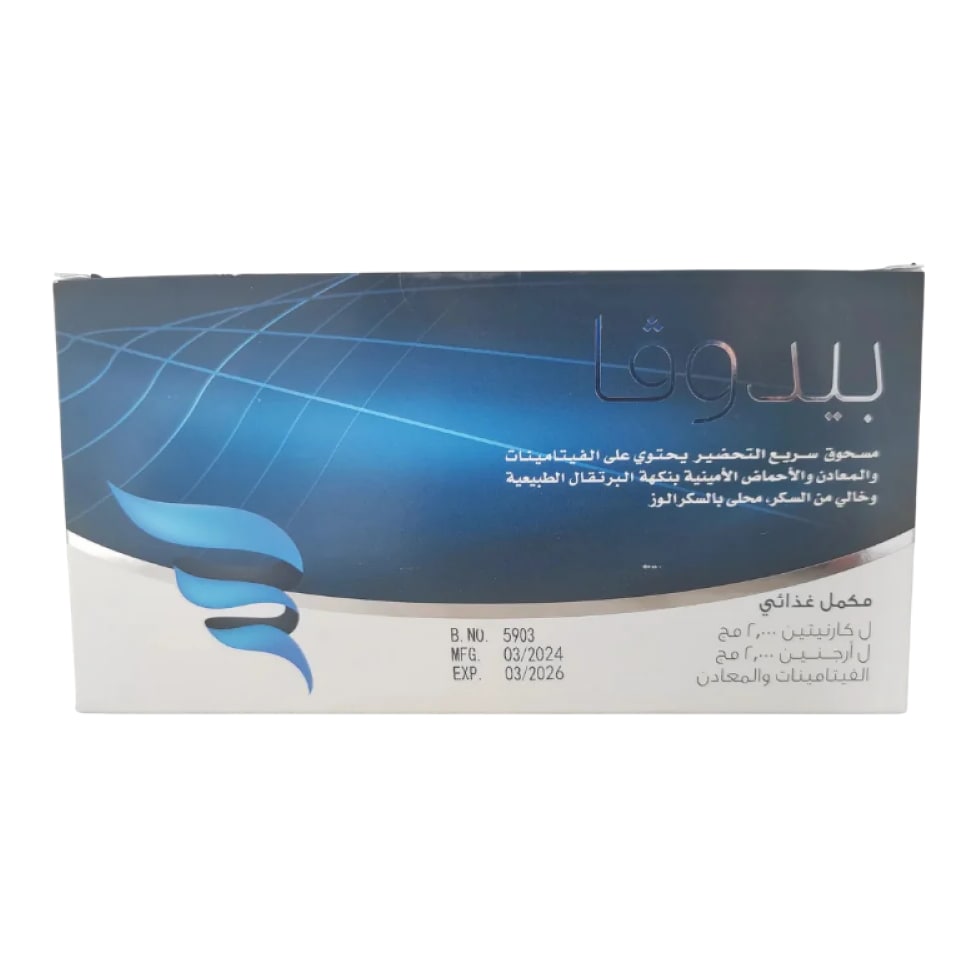 بيدوڤا
مسحوق سريع التحضير يحتوي على الفيتامينات
والمعادن والأحماض الأمينية بنكهة البرتقال الطبيعية
وخالي من السكر، محلى بالسكرالوز
مكمل غذائي
ل كارنيتين ٢,٠٠٠ مج
ل أرجنين ٢,٠٠٠ مج
الفيتامينات والمعادن
B. NO. 5903
MFG. 03/2024
EXP. 03/2026